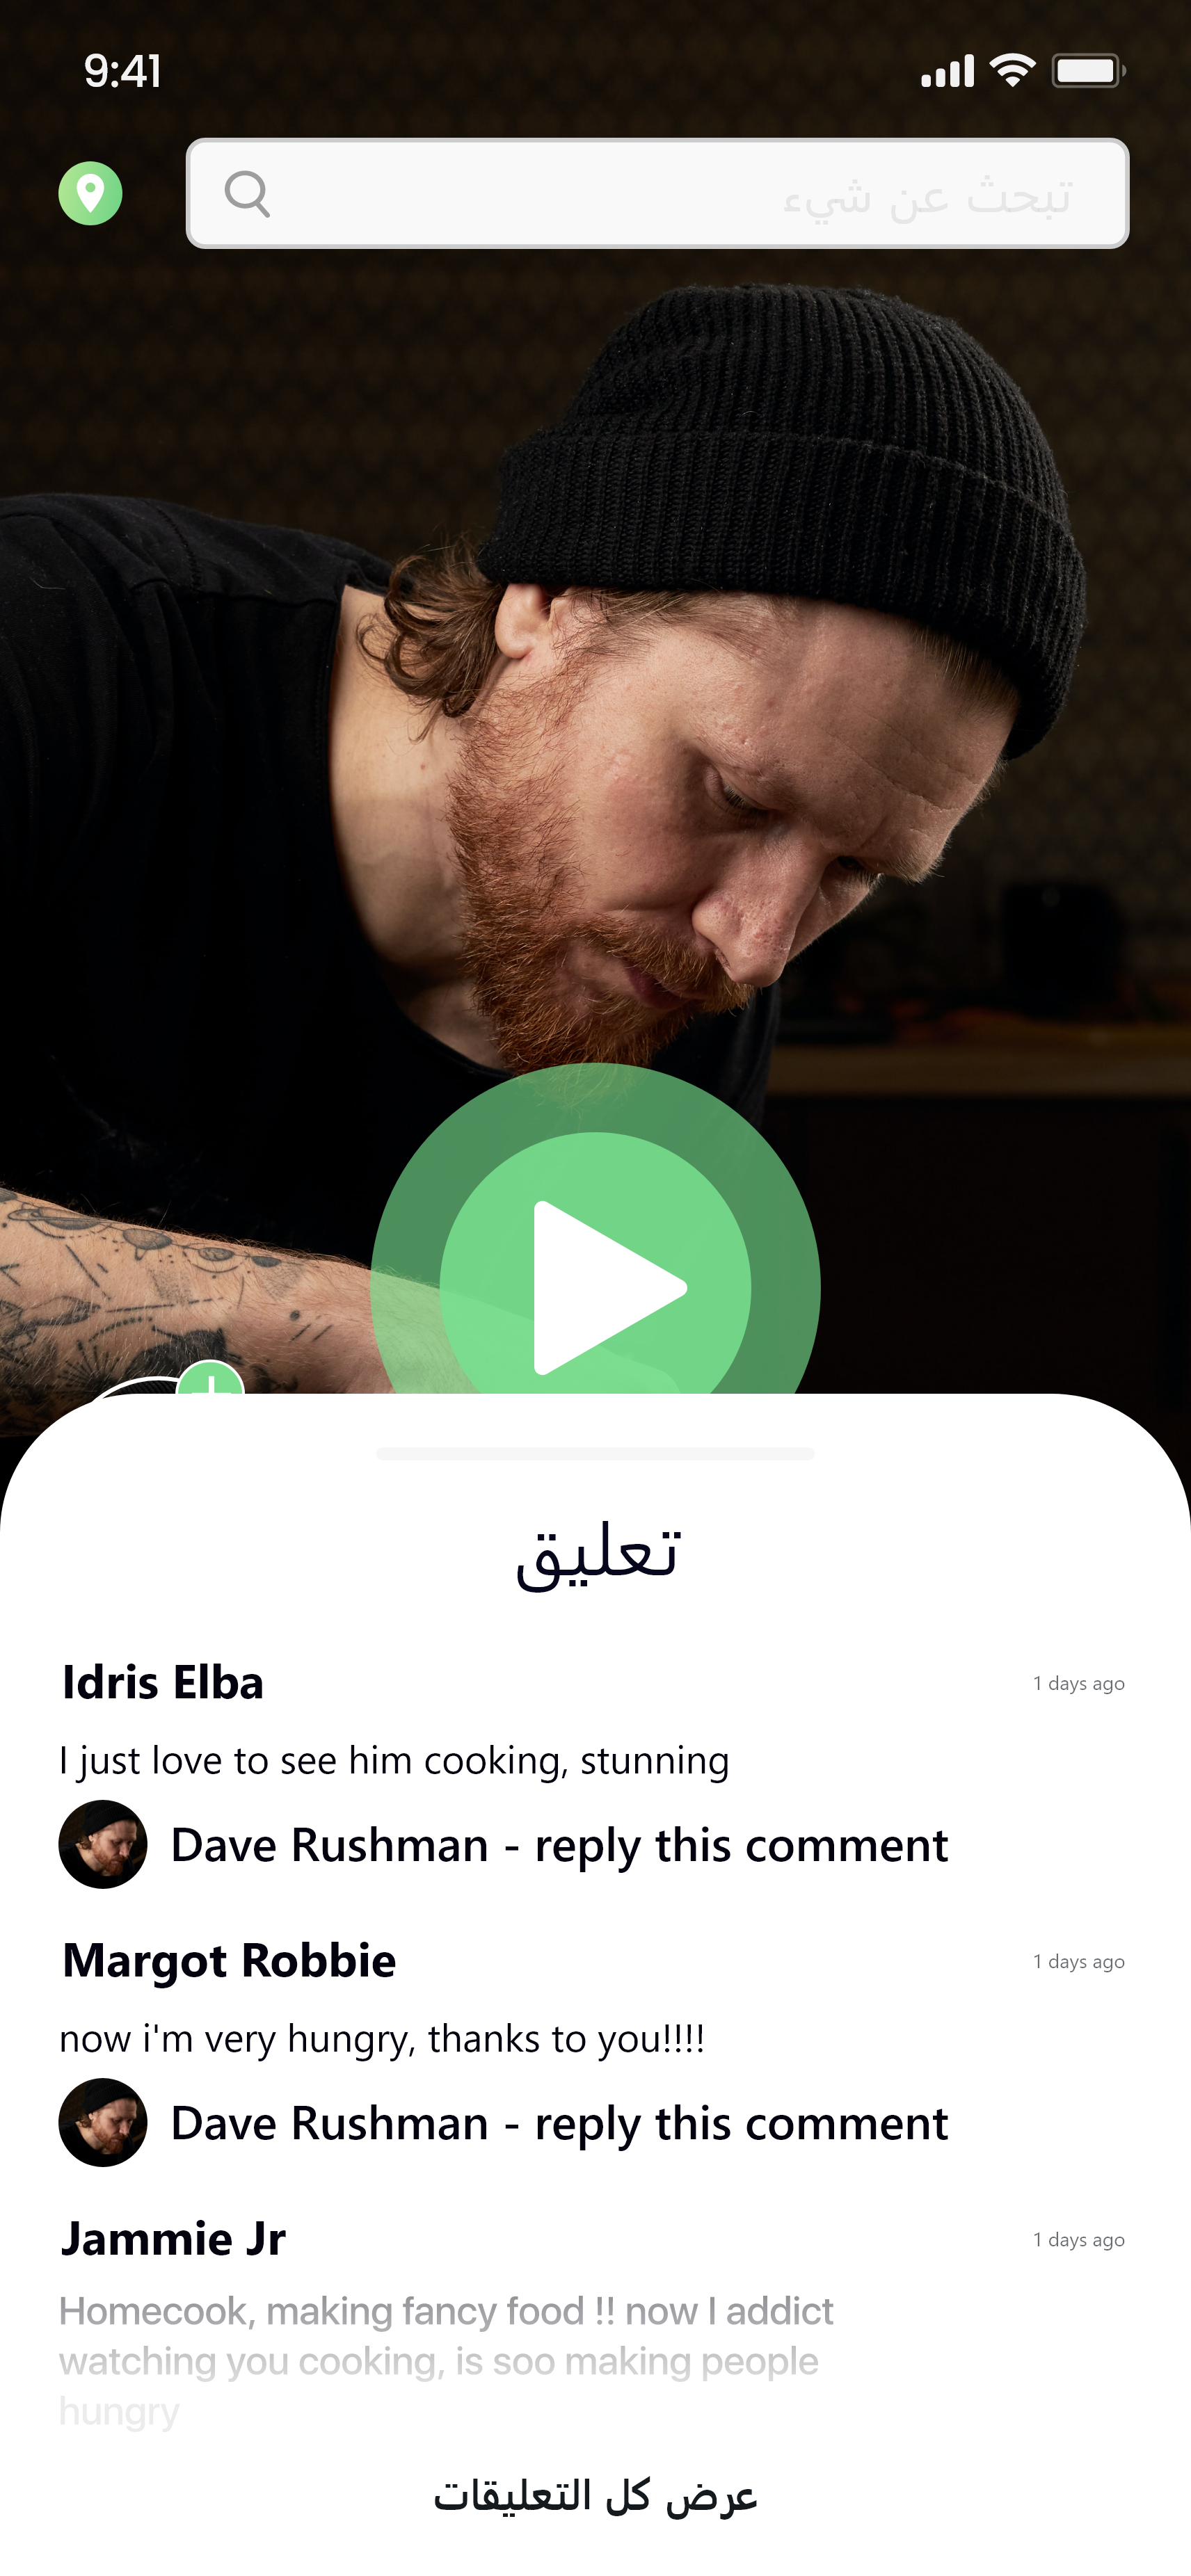 9:41
تبحث عن شيء
تعليق
Idris Elba
1 days ago
I just love to see him cooking, stunning
Dave Rushman - reply this comment
Margot Robbie
1 days ago
now i'm very hungry, thanks to you!!!!
Dave Rushman - reply this comment
Jammie Jr
1 days ago
Homecook, making fancy food !! now I addict
watching you cooking, is soo making people
hungry
عرض كل التعليقات